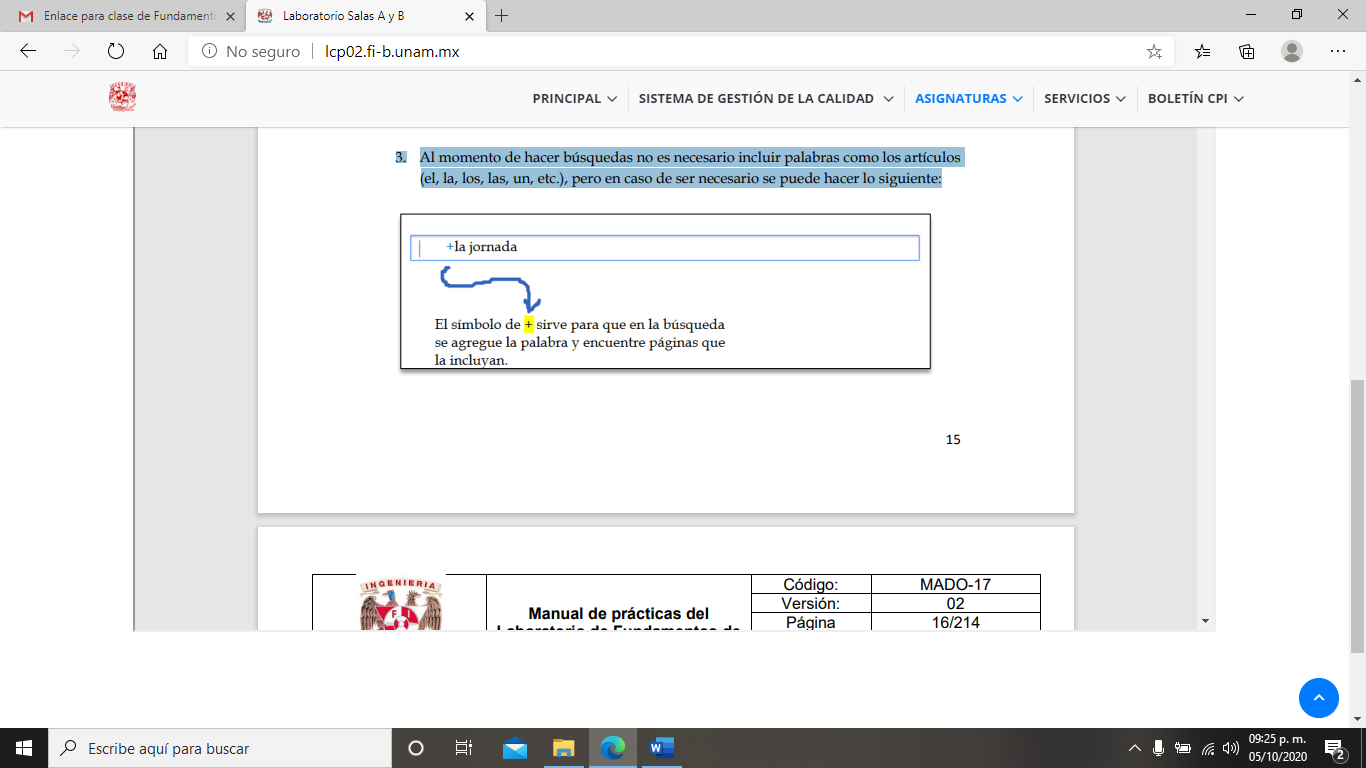 Enlace para clase de Fundament
Laboratorio Salas A y B
No seguro
lcp02.fi-b.unam.mx
PRINCIPAL
SISTEMA DE GESTIÓN DE LA CALIDAD
ASIGNATURAS
SERVICIOS
BOLETÍN CPI
3. Al momento de hacer búsquedas no es necesario incluir palabras como los artículos
(el, la, los, las, un, etc.), pero en caso de ser necesario se puede hacer lo siguiente:
+la jornada
El símbolo de + sirve para que en la búsqueda
se agregue la palabra y encuentre páginas que
la incluyan.
15
INGENIERIA
F I
Manual de prácticas del
Laboratorio de Fundamentos de
Código: MADO-17
Versión: 02
Página 16/214
Escribe aquí para buscar
09:25 p. m.
05/10/2020
2